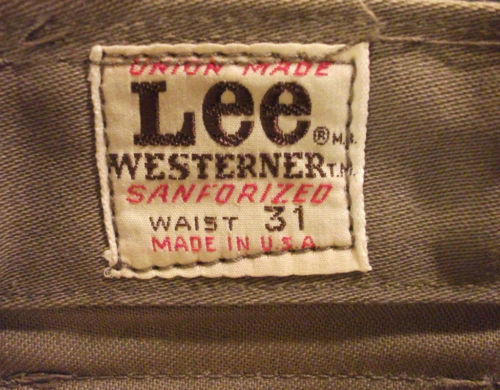 UNION MADE
Lee ® M.R.
WESTERNER T.M.
SANFORIZED
WAIST 31
MADE IN U.S.A